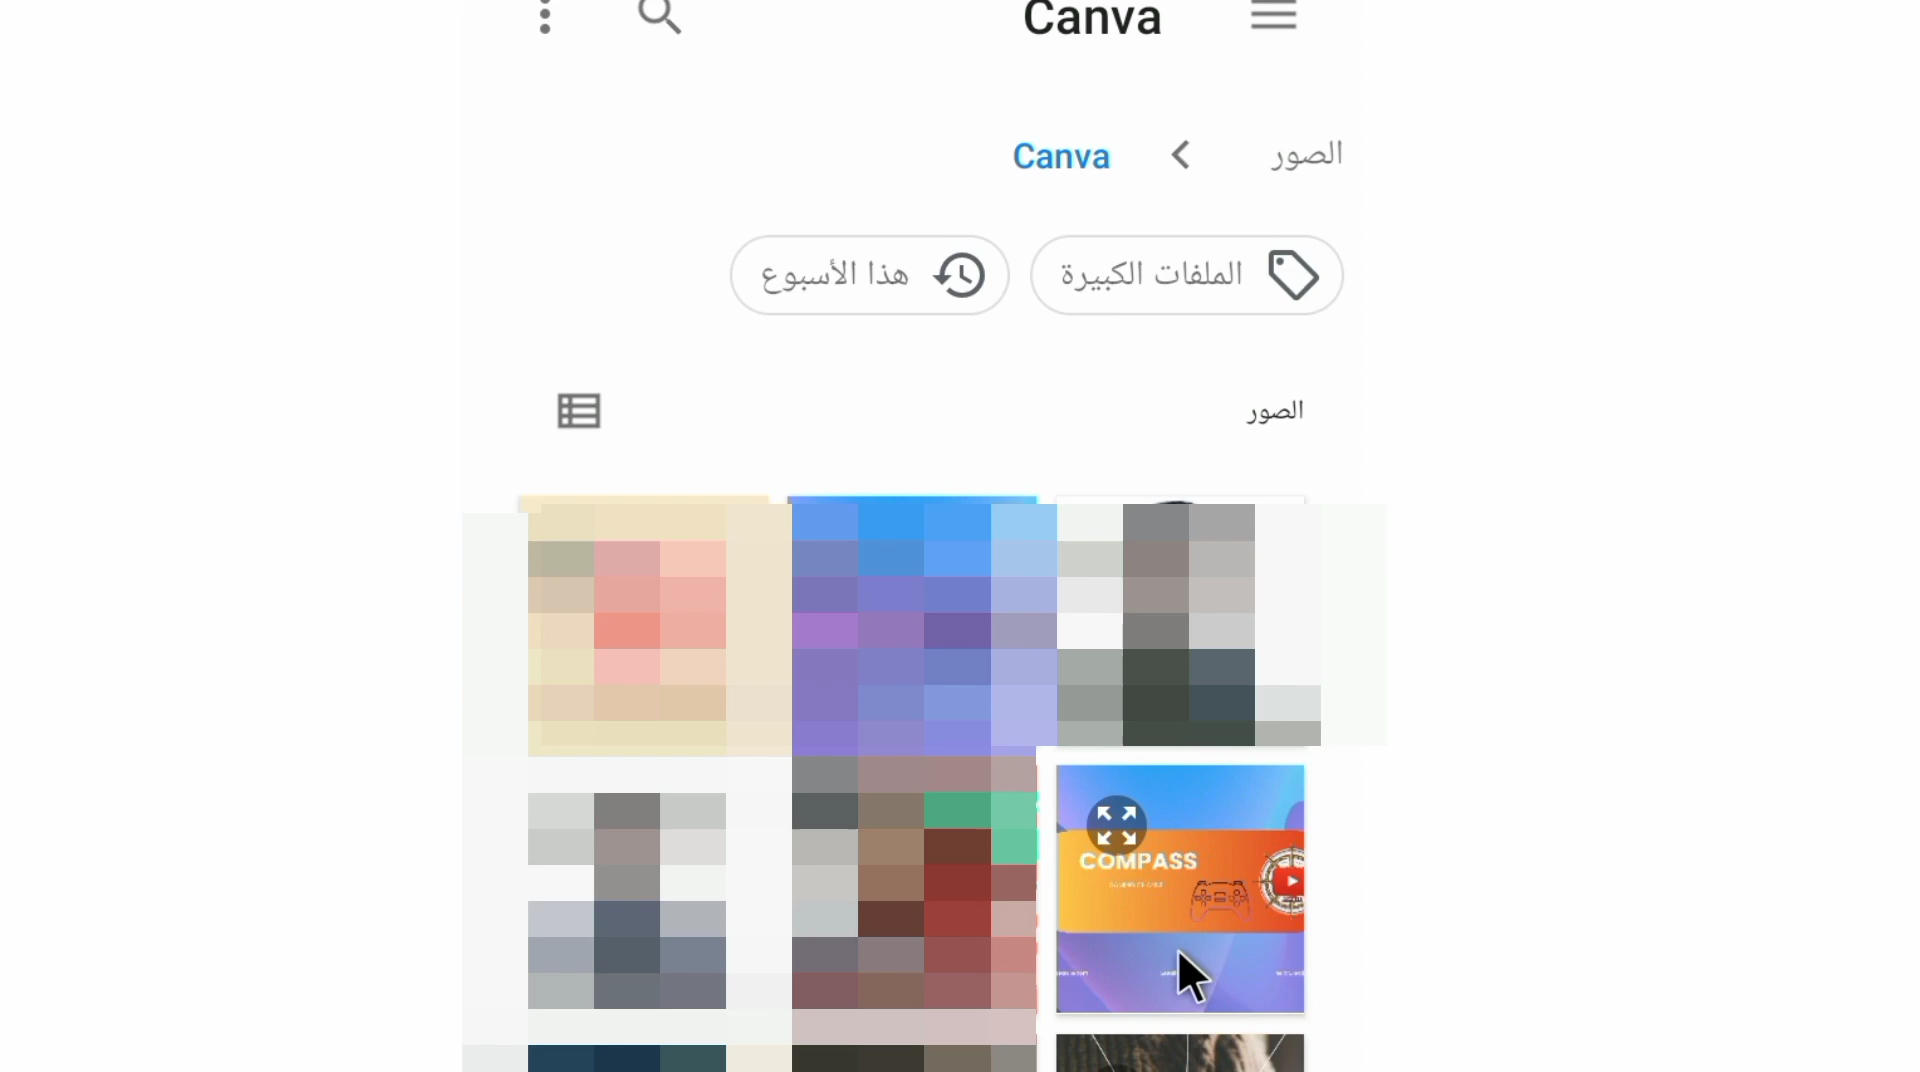 Canva
الصور
Canva
الملفات الكبيرة
هذا الأسبوع
الصور
COMPASS